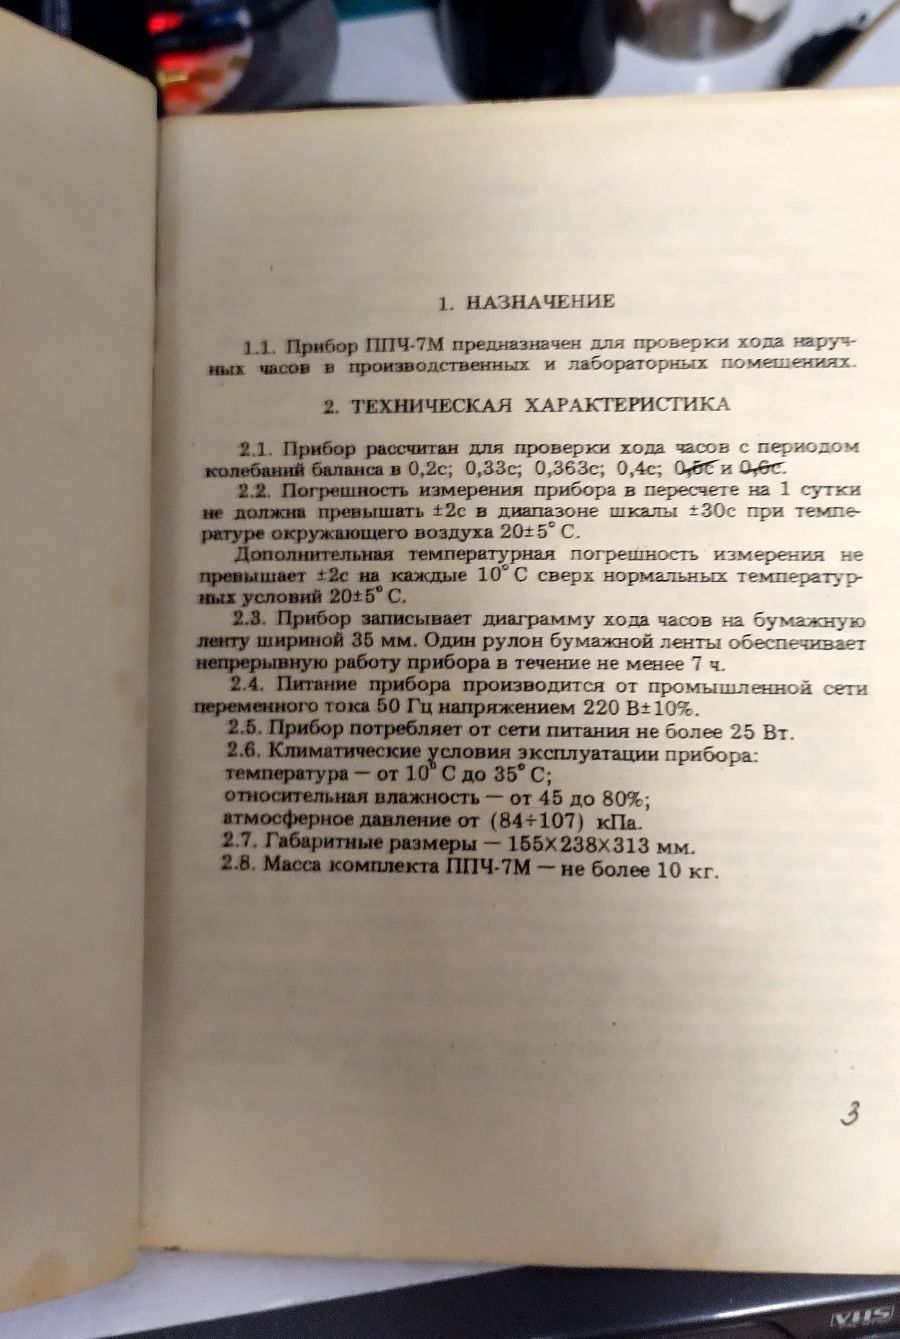 1. НАЗНАЧЕНИЕ
1.1. Прибор ППЧ-7М предназначен для проверки хода наруч-
ных часов в производственных и лабораторных помещениях.
2. ТЕХНИЧЕСКАЯ ХАРАКТЕРИСТИКА
2.1. Прибор рассчитан для проверки хода часов с периодом
колебаний баланса в 0,2с; 0,33с; 0,363с; 0,4с; 0,5с и 0,6с.
2.2. Погрешность измерения прибора в пересчете на 1 сутки
не должна превышать ±2с в диапазоне шкалы ±30с при темпе-
ратуре окружающего воздуха 20±5°С.
Дополнительная температурная погрешность измерения не
превышает ±2с на каждые 10°С сверх нормальных температур-
ных условий 20±5°С.
2.3. Прибор записывает диаграмму хода часов на бумажную
ленту шириной 35 мм. Один рулон бумажной ленты обеспечивает
непрерывную работу прибора в течение не менее 7 ч.
2.4. Питание прибора производится от промышленной сети
переменного тока 50 Гц напряжением 220 В±10%.
2.5. Прибор потребляет от сети питания не более 25 Вт.
2.6. Климатические условия эксплуатации прибора:
температура — от 10°С до 35°С;
относительная влажность — от 45 до 80%;
атмосферное давление от (84÷107) кПа.
2.7. Габаритные размеры — 155Х238Х313 мм.
2.8. Масса комплекта ППЧ-7М — не более 10 кг.
3
VHS